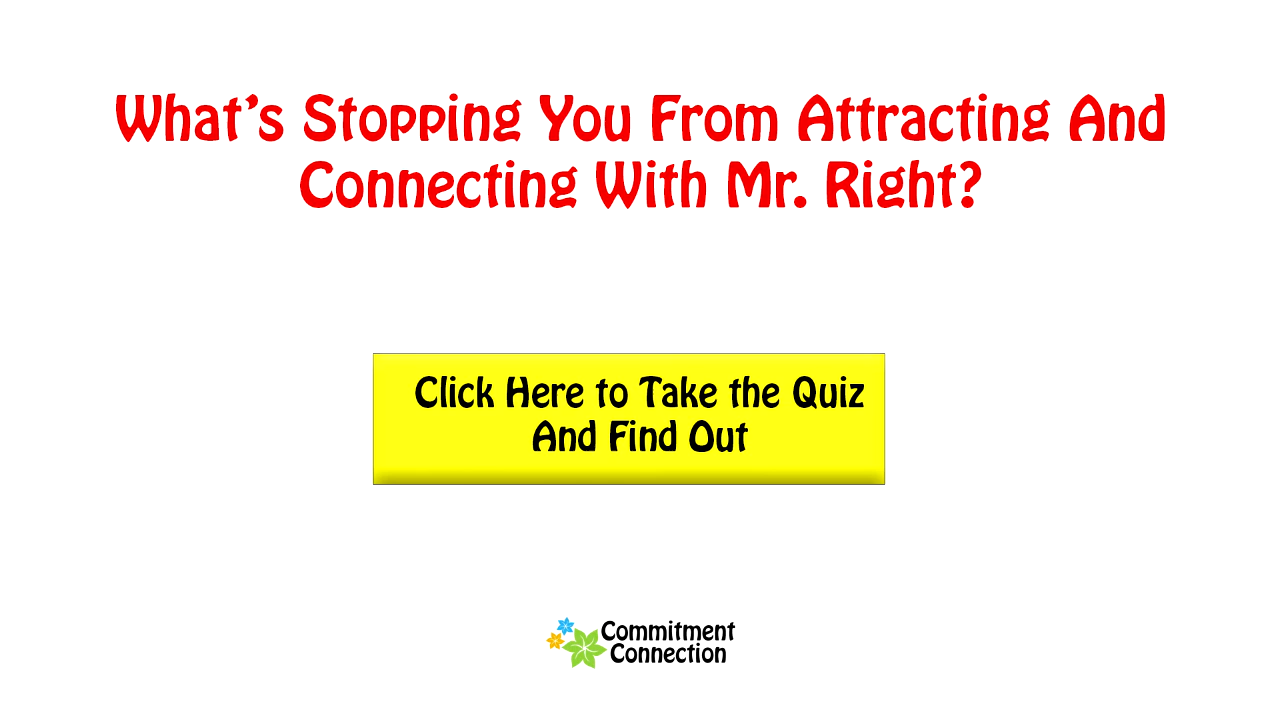 What's Stopping You From Attracting And
Connecting With Mr. Right?
Click Here to Take the Quiz
And Find Out
Commitment
Connection